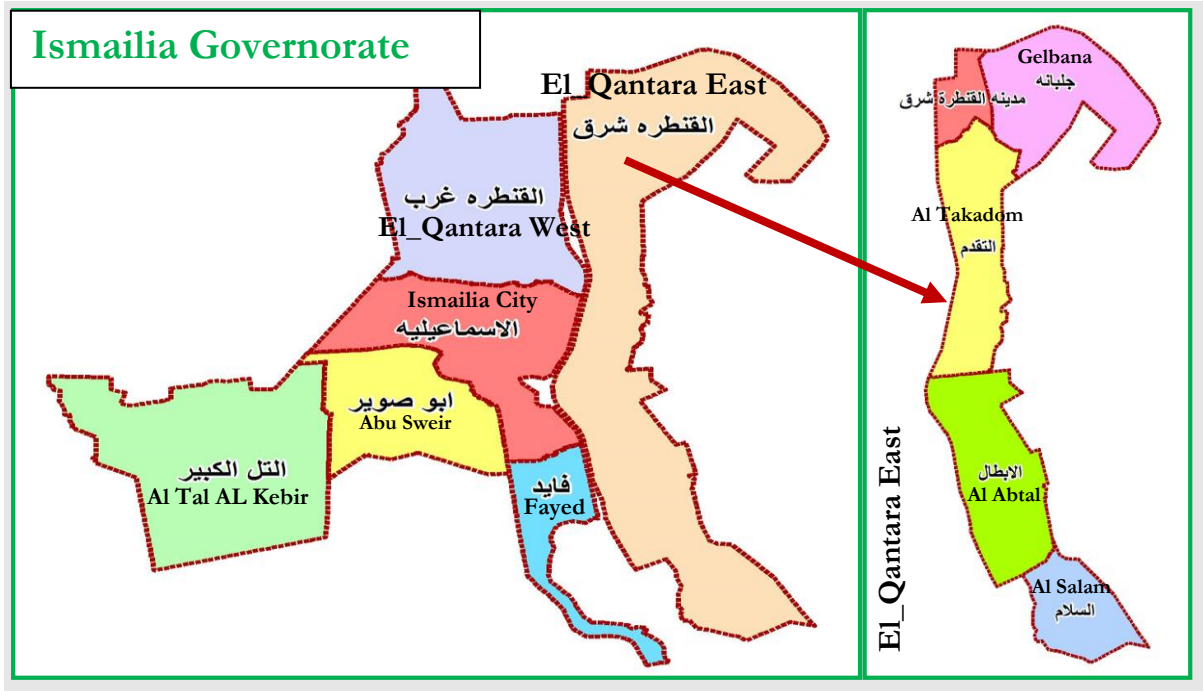 Ismailia Governorate
El_Qantara East
القنطره شرق
القنطره غرب
El_Qantara West
Ismailia City
الاسماعيليه
ابو صوير
Abu Sweir
التل الكبير
Al Tal AL Kebir
فايد
Fayed
Gelbana
جلبانه
مدينه القنطرة شرق
Al Takadom
التقدم
الابطال
Al Abtal
Al Salam
السلام
El_Qantara East